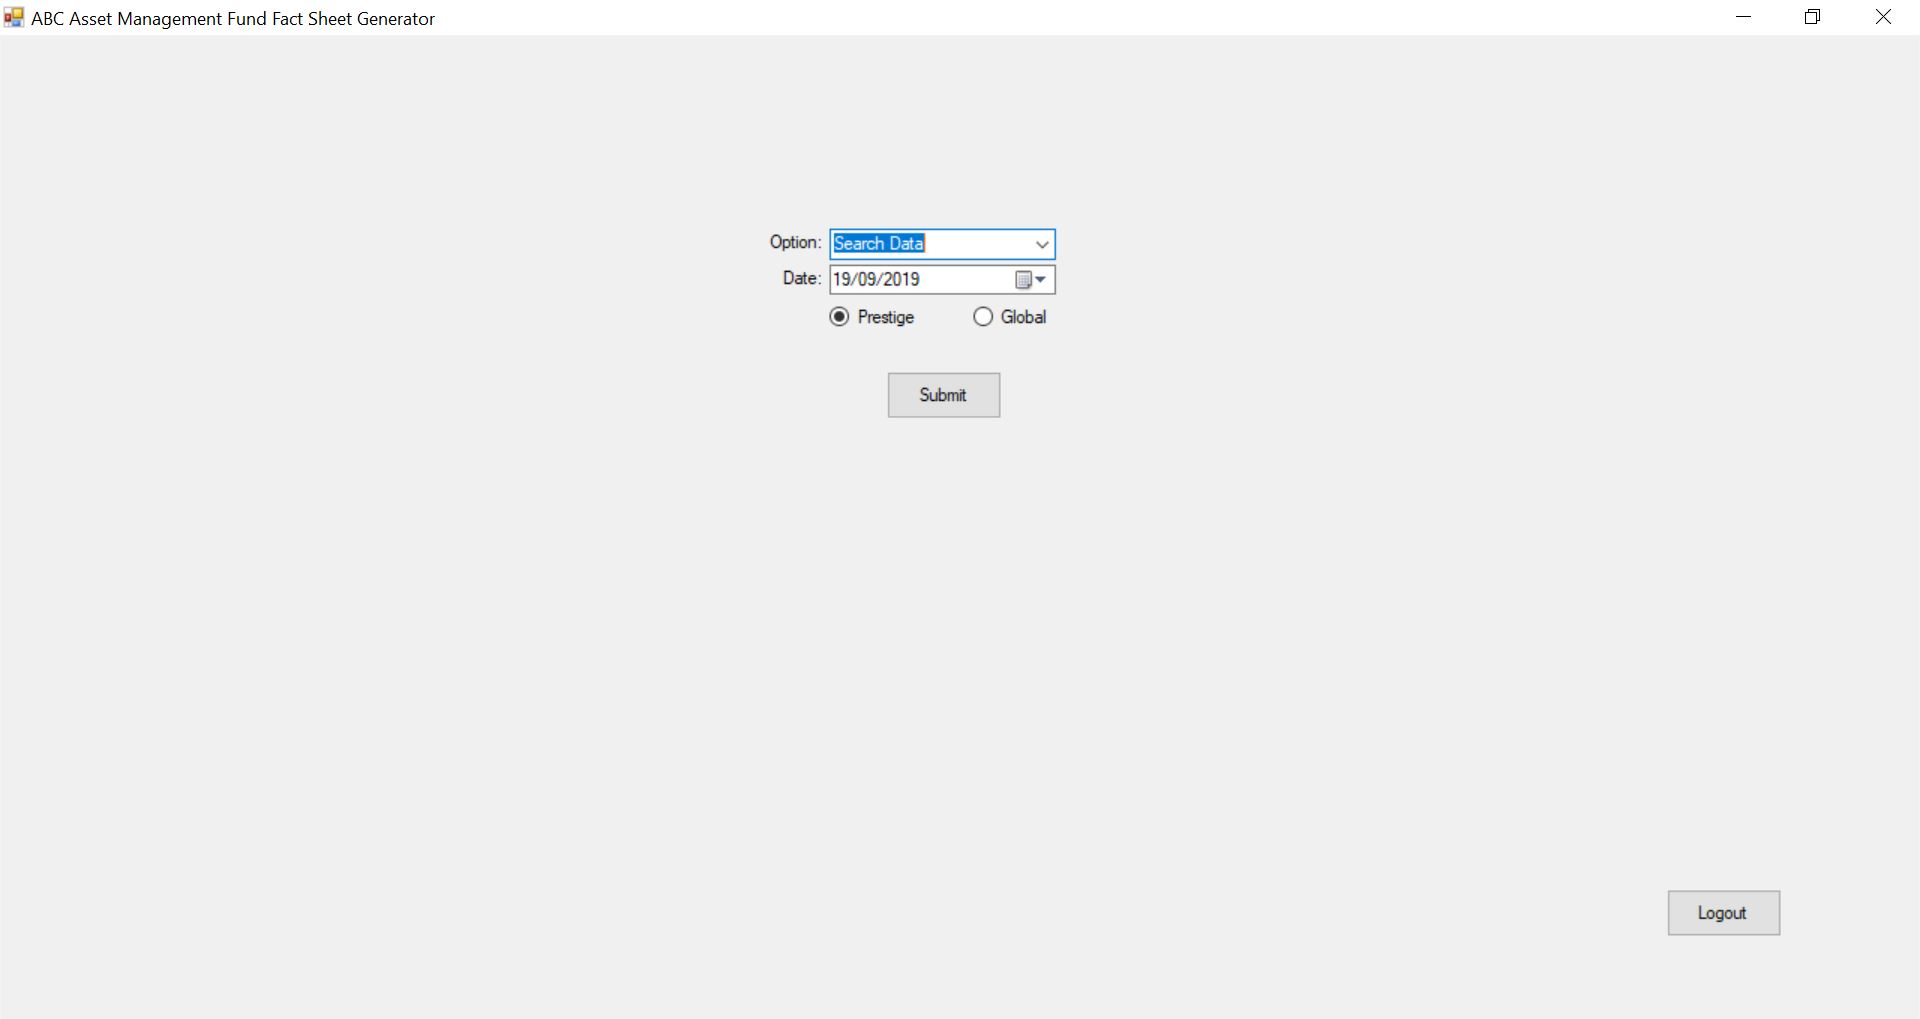 ABC Asset Management Fund Fact Sheet Generator
Option: Search Data
Date: 19/09/2019
Prestige Global
Submit
Logout